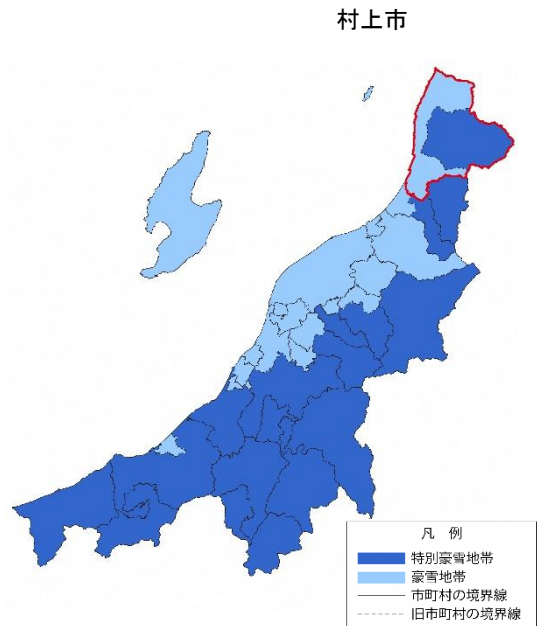 村上市
凡 例
特別豪雪地帯
豪雪地帯
市町村の境界線
旧市町村の境界線